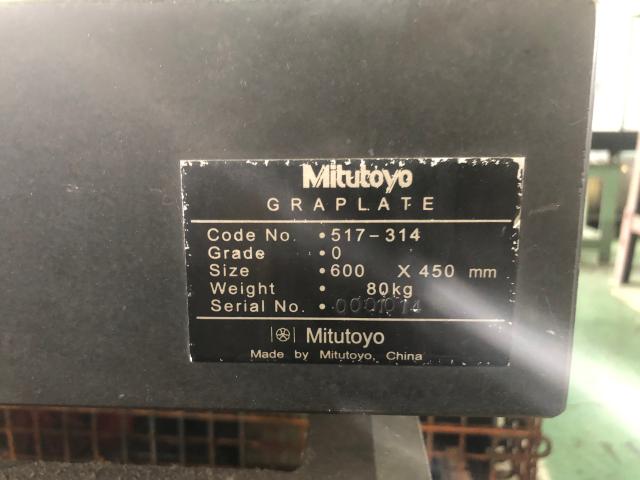 Mitutoyo
GRAPLATE
Code No. • 517-314
Grade • 0
Size • 600 X 450 mm
Weight • 80kg
Serial No. • 0001014
Mitutoyo
Made by Mitutoyo, China